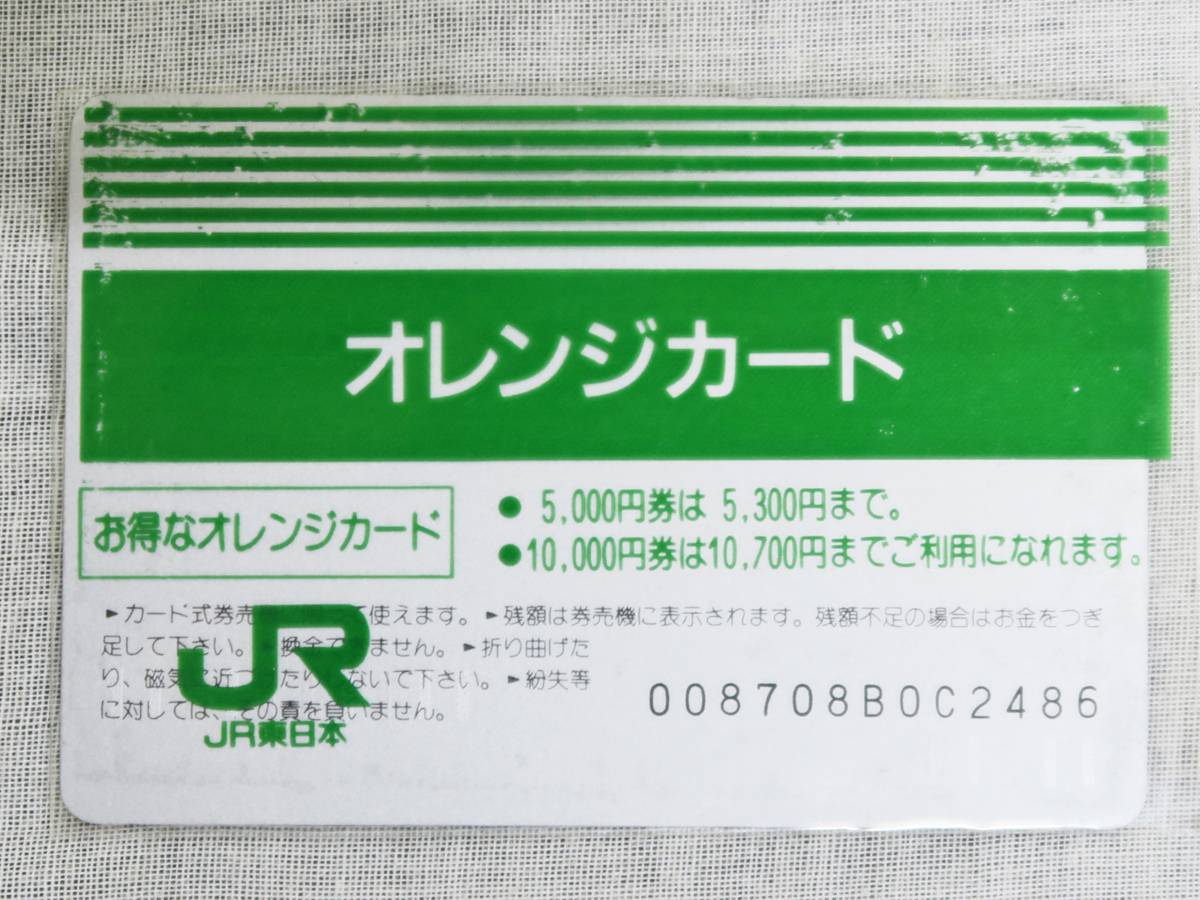 オレンジカード
お得なオレンジカード
● 5,000円券は 5,300円まで。
●10,000円券は10,700円までご利用になれます。
►カード式券売 使えます。►残額は券売機に表示されます。残額不足の場合はお金をつぎ
足して下さい。 換金できません。►折り曲げた
り、磁気に近づ たり ないで下さい。►紛失等
に対しては、その責を負いません。
JR
JR東日本
008708B0C2486